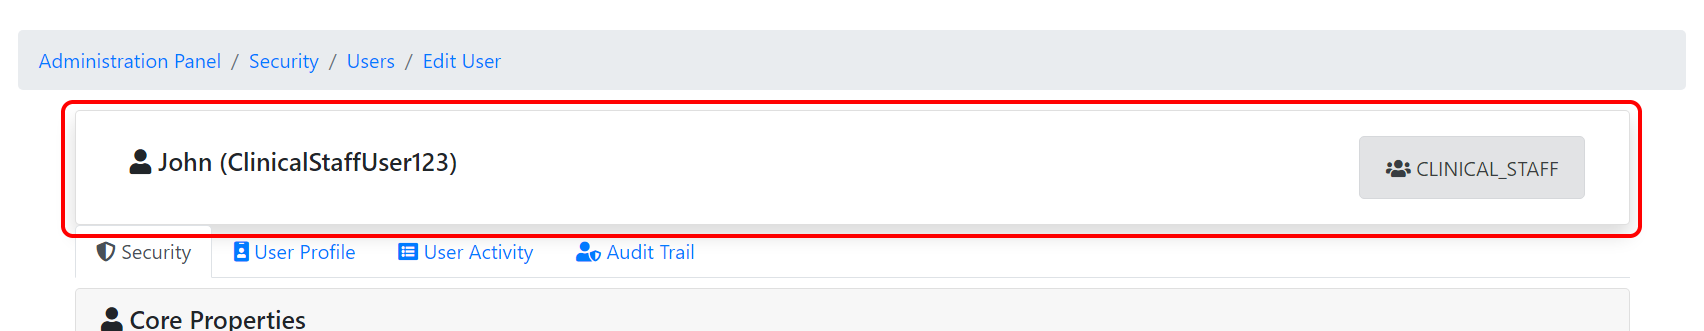 Administration Panel / Security / Users / Edit User
John (ClinicalStaffUser123)
CLINICAL_STAFF
Security User Profile User Activity Audit Trail
Core Properties